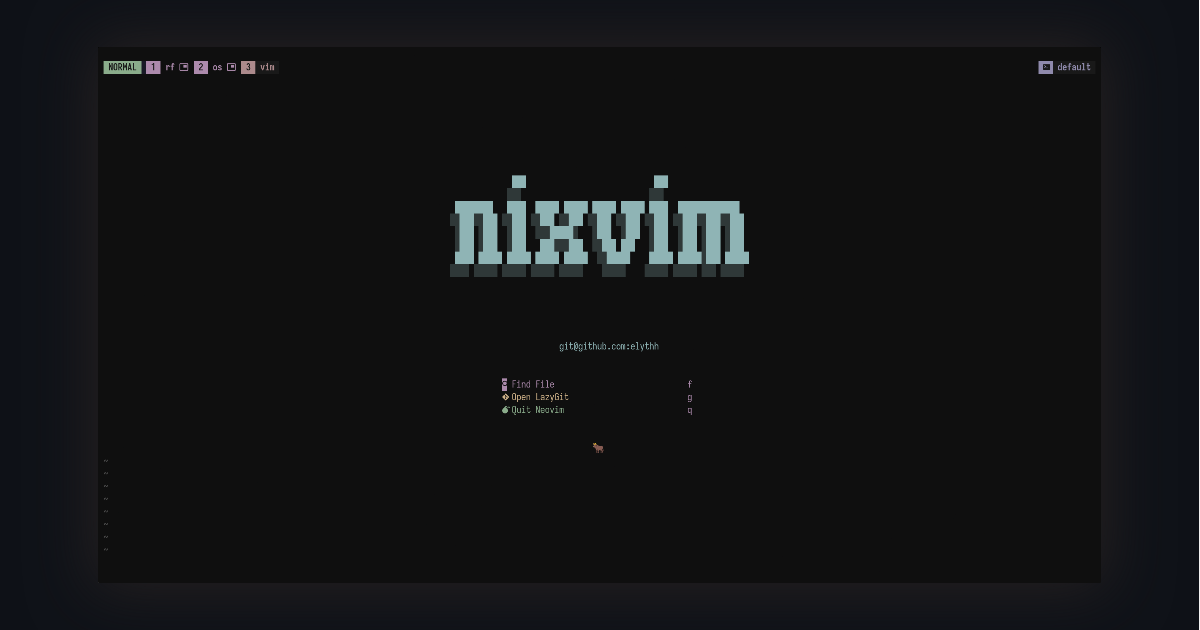 NORMAL 1 rf 2 os 3 vim default
nixvim
git@github.com:elythh
Find File f
Open LazyGit g
Quit Neovim q
~
~
~
~
~
~
~
~